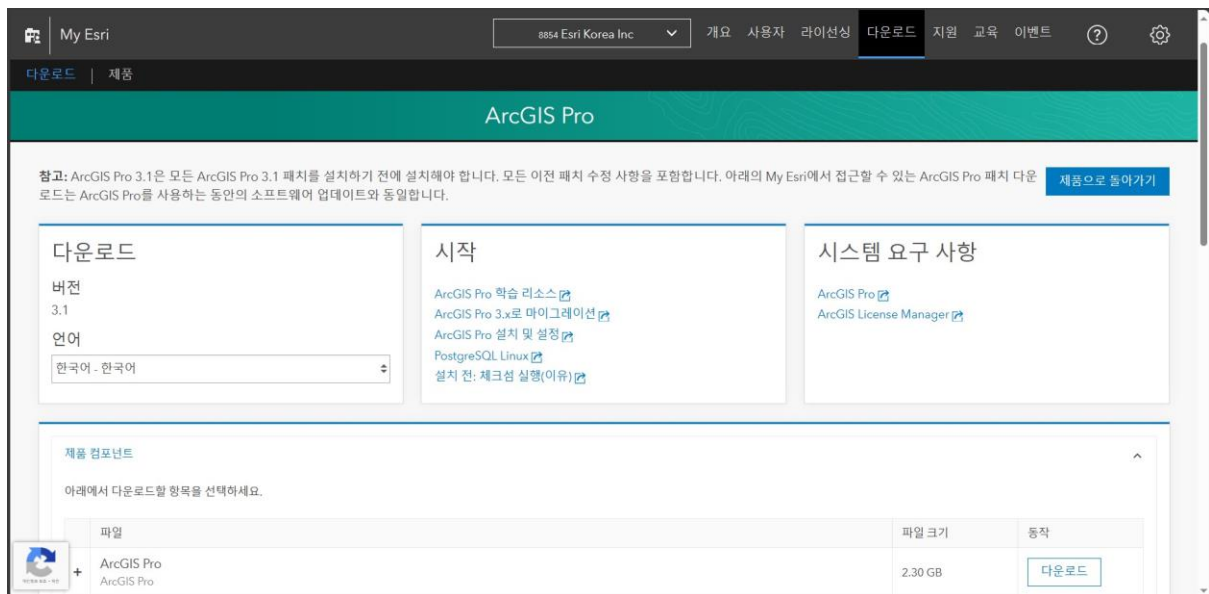 My Esri
8854 Esri Korea Inc
개요 사용자 라이선싱 다운로드 지원 교육 이벤트
다운로드 | 제품
ArcGIS Pro
참고: ArcGIS Pro 3.1은 모든 ArcGIS Pro 3.1 패치를 설치하기 전에 설치해야 합니다. 모든 이전 패치 수정 사항을 포함합니다. 아래의 My Esri에서 접근할 수 있는 ArcGIS Pro 패치 다운
로드는 ArcGIS Pro를 사용하는 동안의 소프트웨어 업데이트와 동일합니다.
제품으로 돌아가기
다운로드
버전
3.1
언어
한국어 - 한국어
시작
ArcGIS Pro 학습 리소스
ArcGIS Pro 3.x로 마이그레이션
ArcGIS Pro 설치 및 설정
PostgreSQL Linux
설치 전: 체크섬 실행(이유)
시스템 요구 사항
ArcGIS Pro
ArcGIS License Manager
제품 컴포넌트
아래에서 다운로드할 항목을 선택하세요.
파일 파일 크기 동작
+ ArcGIS Pro
ArcGIS Pro
2.30 GB
다운로드